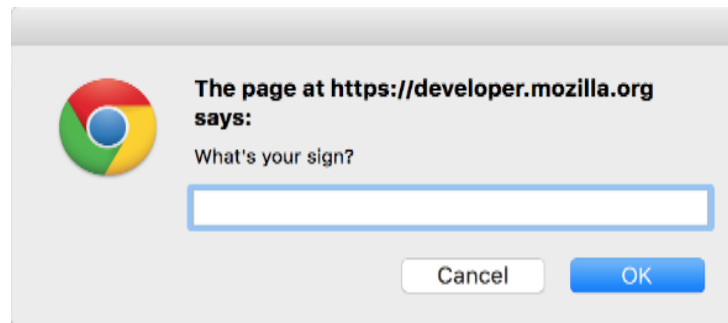 The page at https://developer.mozilla.org
says:
What's your sign?
Cancel OK